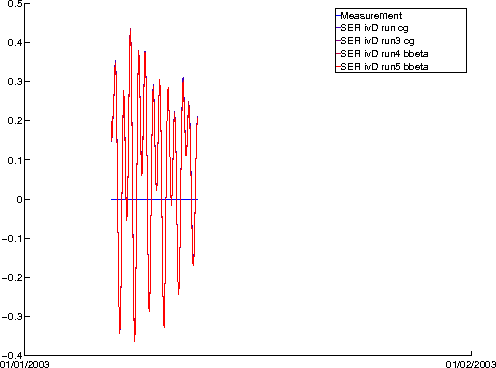 0.5
0.4
0.3
0.2
0.1
0
-0.1
-0.2
-0.3
-0.4
Measurement
SER ivD run cg
SER ivD run3 cg
SER ivD run4 bbeta
SER ivD run5 bbeta
01/01/2003
01/02/2003